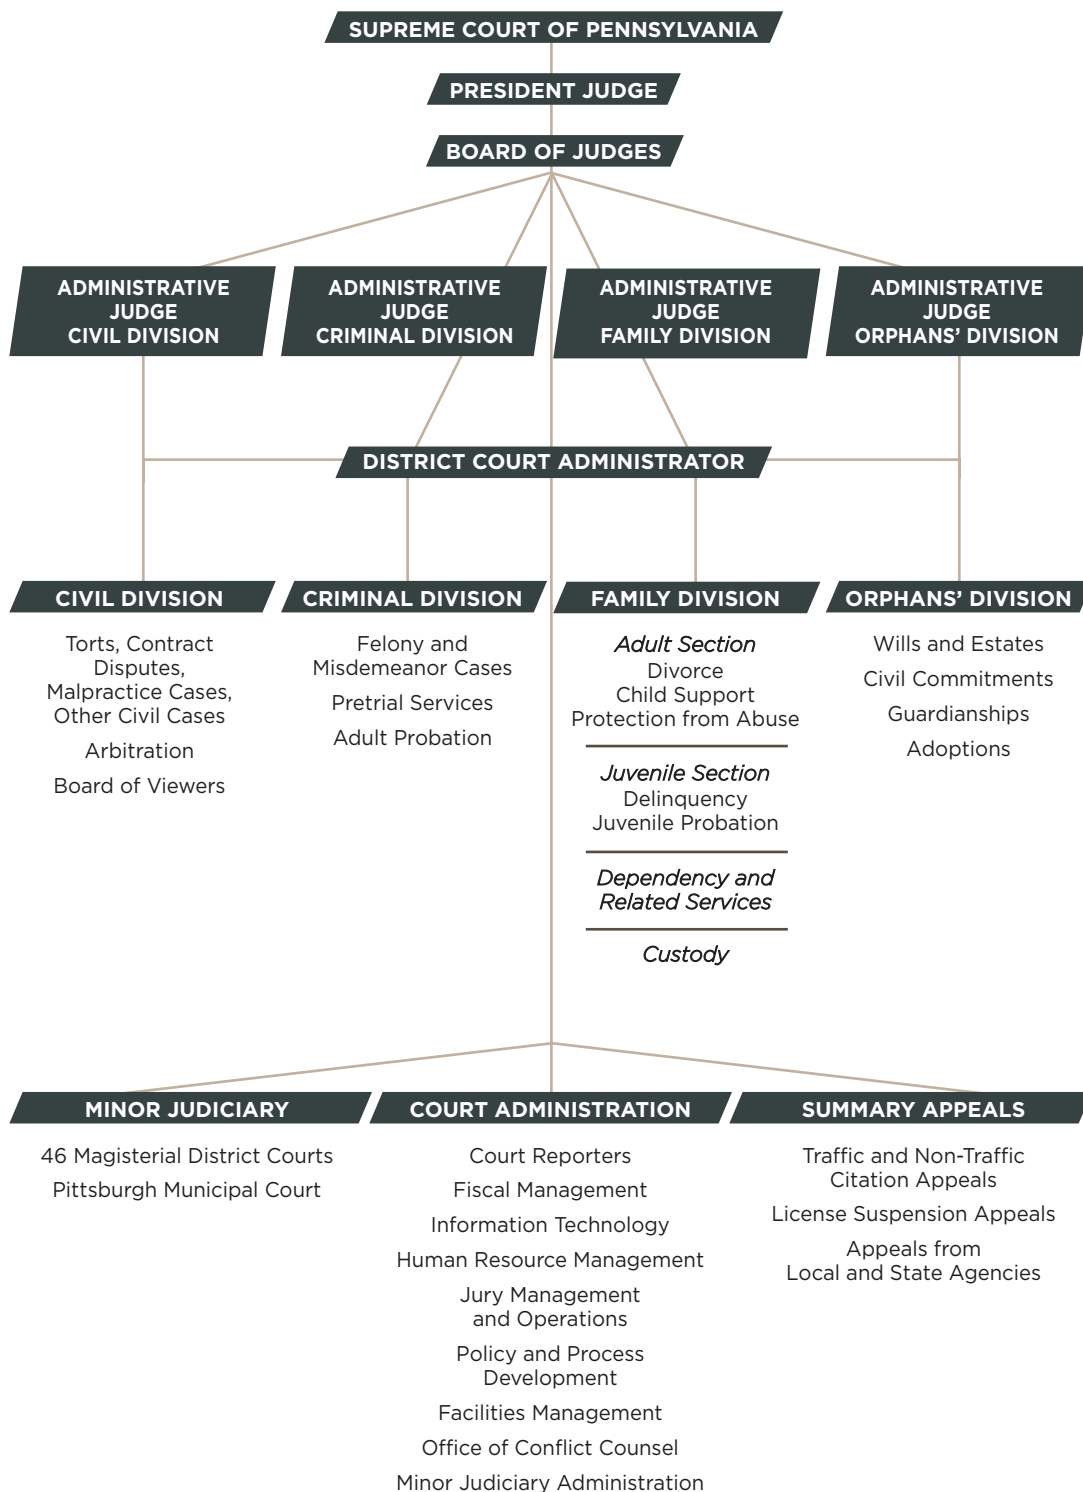 SUPREME COURT OF PENNSYLVANIA
PRESIDENT JUDGE
BOARD OF JUDGES
ADMINISTRATIVE
JUDGE
CIVIL DIVISION
ADMINISTRATIVE
JUDGE
CRIMINAL DIVISION
ADMINISTRATIVE
JUDGE
FAMILY DIVISION
ADMINISTRATIVE
JUDGE
ORPHANS' DIVISION
DISTRICT COURT ADMINISTRATOR
CIVIL DIVISION
Torts, Contract
Disputes,
Malpractice Cases,
Other Civil Cases
Arbitration
Board of Viewers
CRIMINAL DIVISION
Felony and
Misdemeanor Cases
Pretrial Services
Adult Probation
FAMILY DIVISION
Adult Section
Divorce
Child Support
Protection from Abuse
Juvenile Section
Delinquency
Juvenile Probation
Dependency and
Related Services
Custody
ORPHANS' DIVISION
Wills and Estates
Civil Commitments
Guardianships
Adoptions
MINOR JUDICIARY
46 Magisterial District Courts
Pittsburgh Municipal Court
COURT ADMINISTRATION
Court Reporters
Fiscal Management
Information Technology
Human Resource Management
Jury Management
and Operations
Policy and Process
Development
Facilities Management
Office of Conflict Counsel
Minor Judiciary Administration
SUMMARY APPEALS
Traffic and Non-Traffic
Citation Appeals
License Suspension Appeals
Appeals from
Local and State Agencies